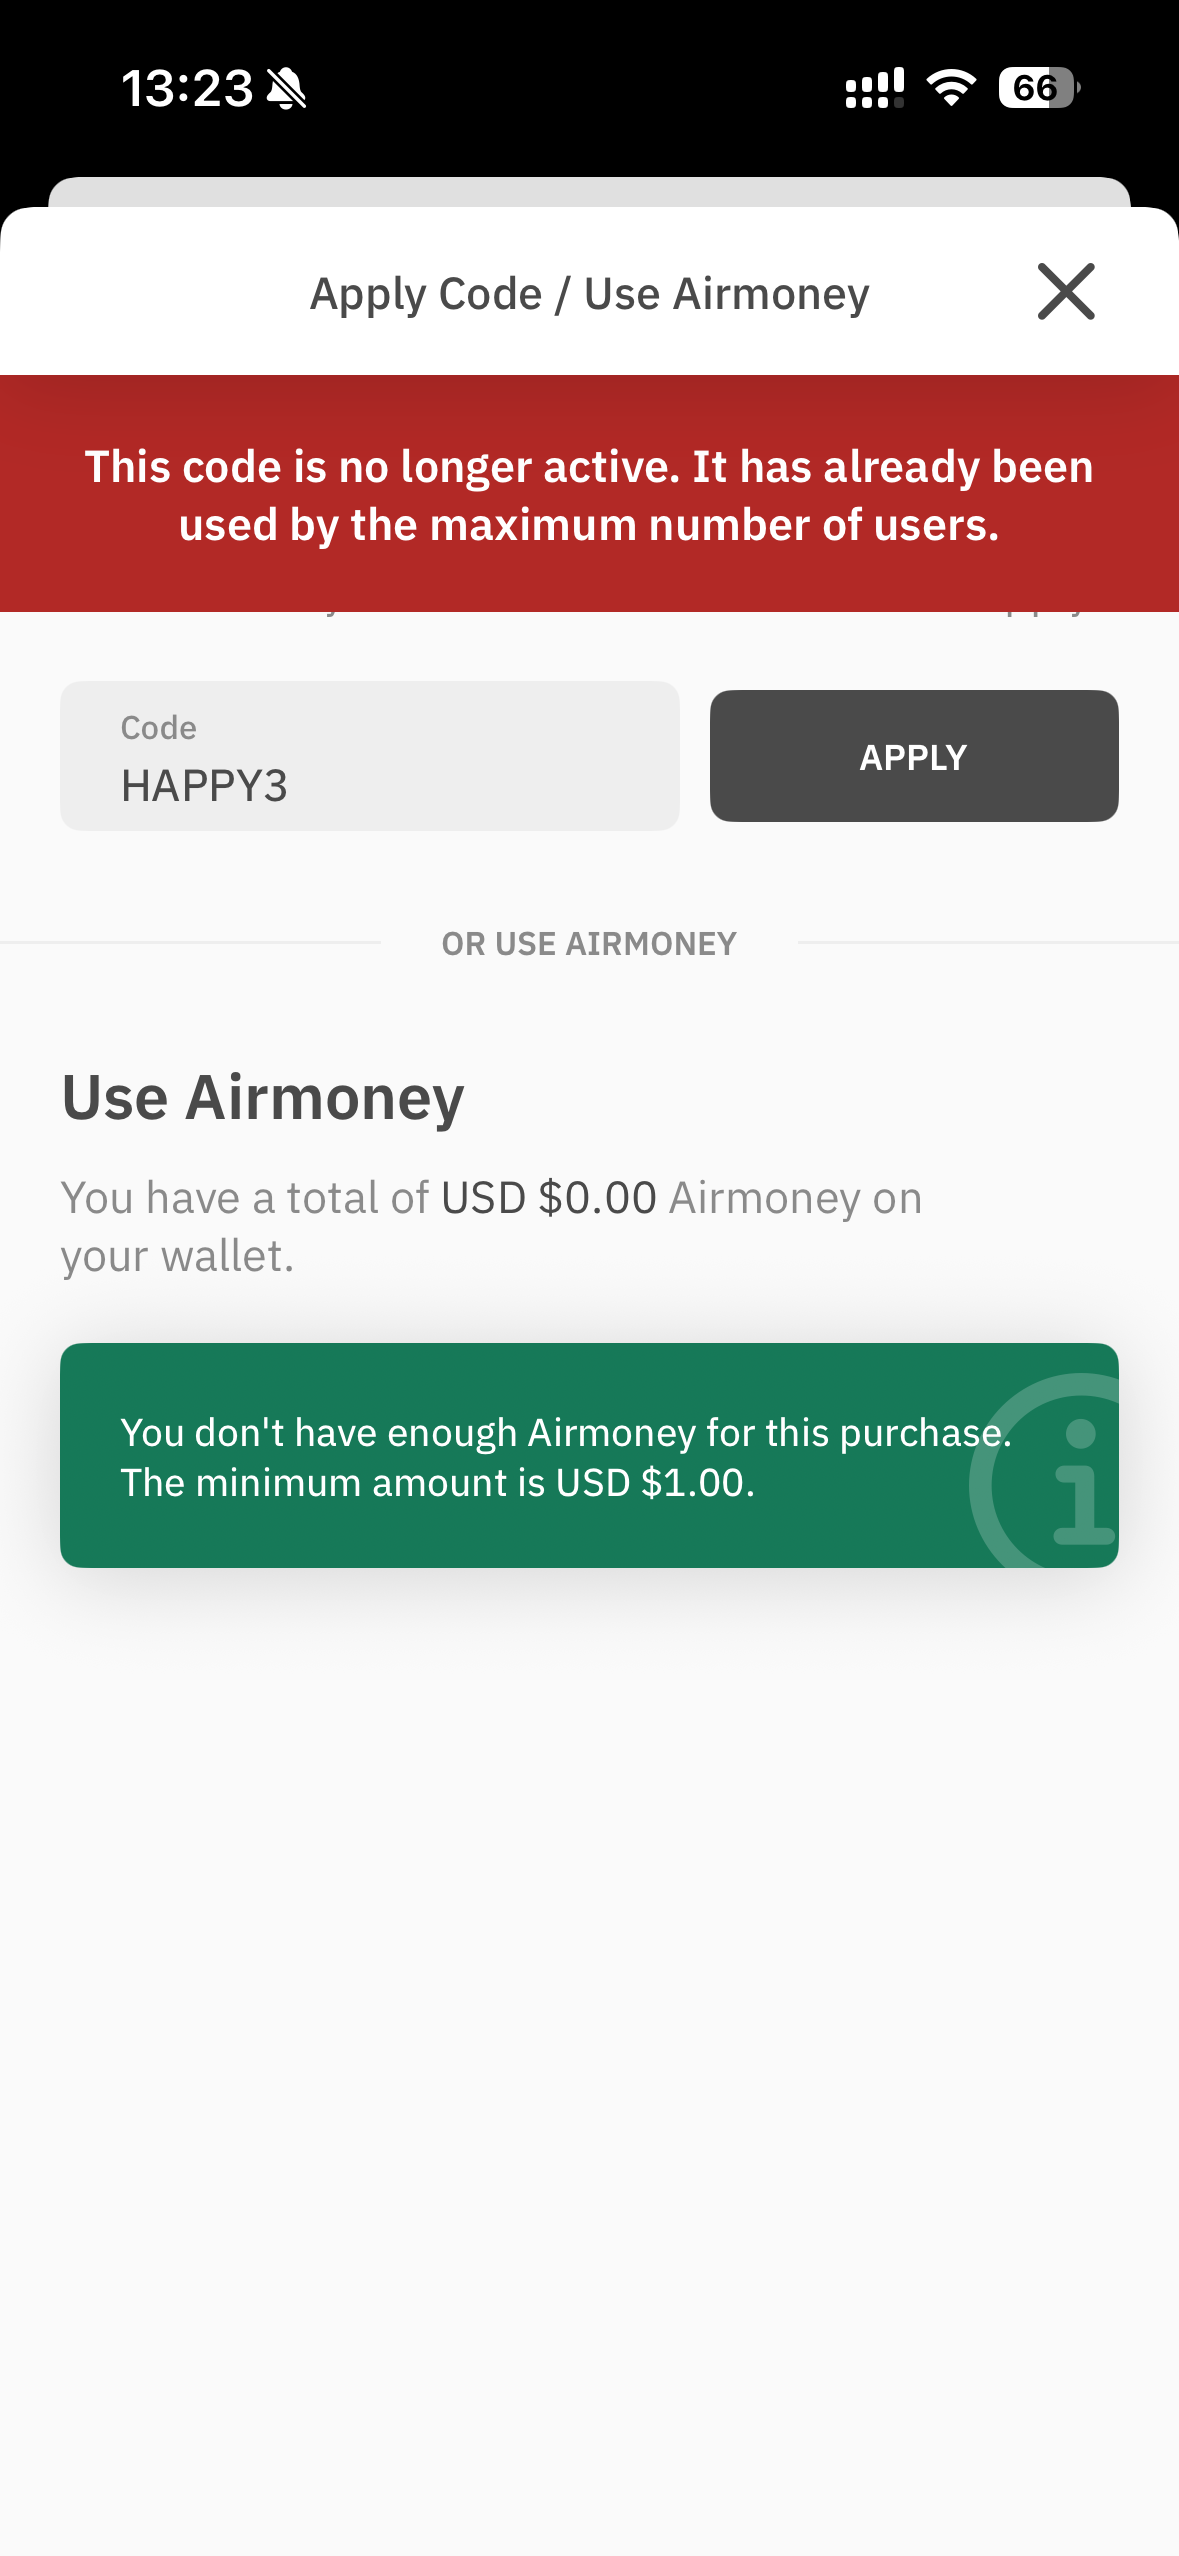 13:23
66
Apply Code / Use Airmoney
This code is no longer active. It has already been
used by the maximum number of users.
Code
HAPPY3
APPLY
OR USE AIRMONEY
Use Airmoney
You have a total of USD $0.00 Airmoney on
your wallet.
You don't have enough Airmoney for this purchase.
The minimum amount is USD $1.00.